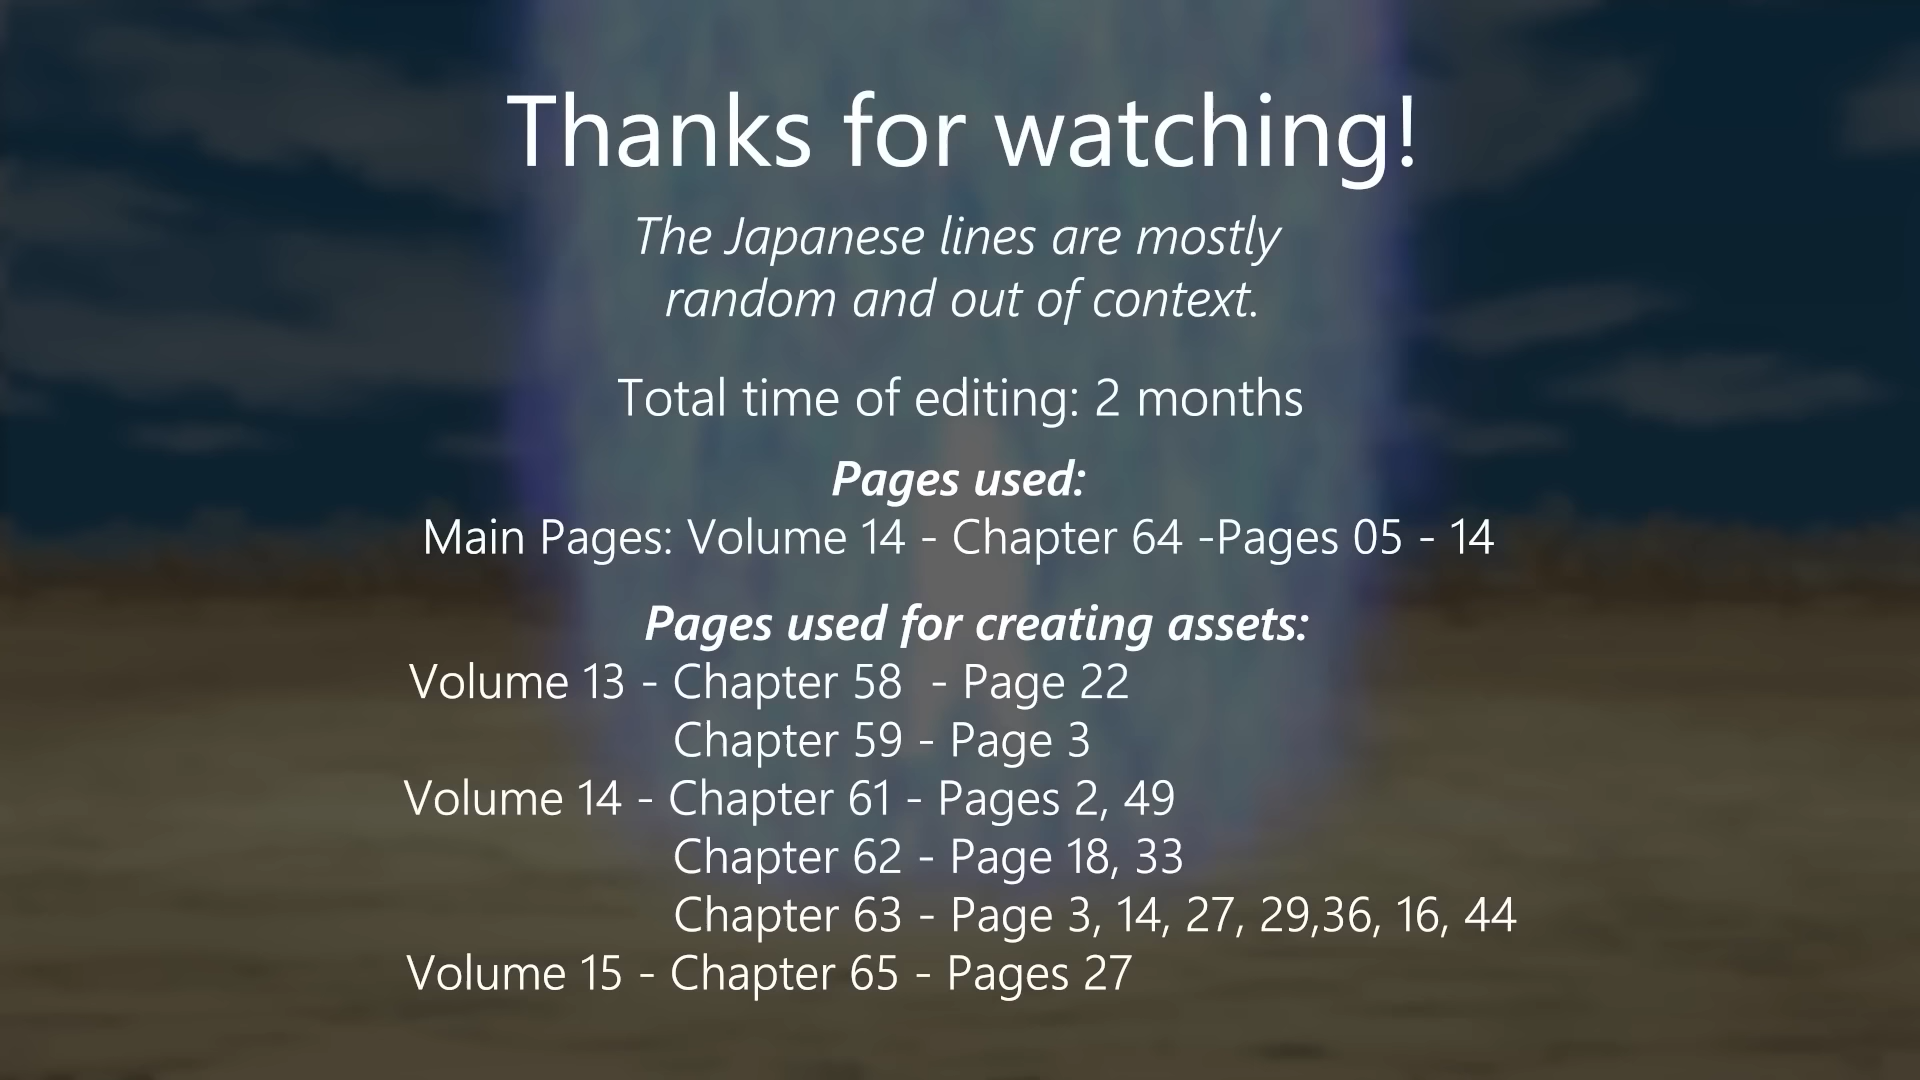 Thanks for watching!
The Japanese lines are mostly
random and out of context.
Total time of editing: 2 months
Pages used:
Main Pages: Volume 14 - Chapter 64 -Pages 05 - 14
Pages used for creating assets:
Volume 13 - Chapter 58  - Page 22
Chapter 59 - Page 3
Volume 14 - Chapter 61 - Pages 2, 49
Chapter 62 - Page 18, 33
Chapter 63 - Page 3, 14, 27, 29,36, 16, 44
Volume 15 - Chapter 65 - Pages 27